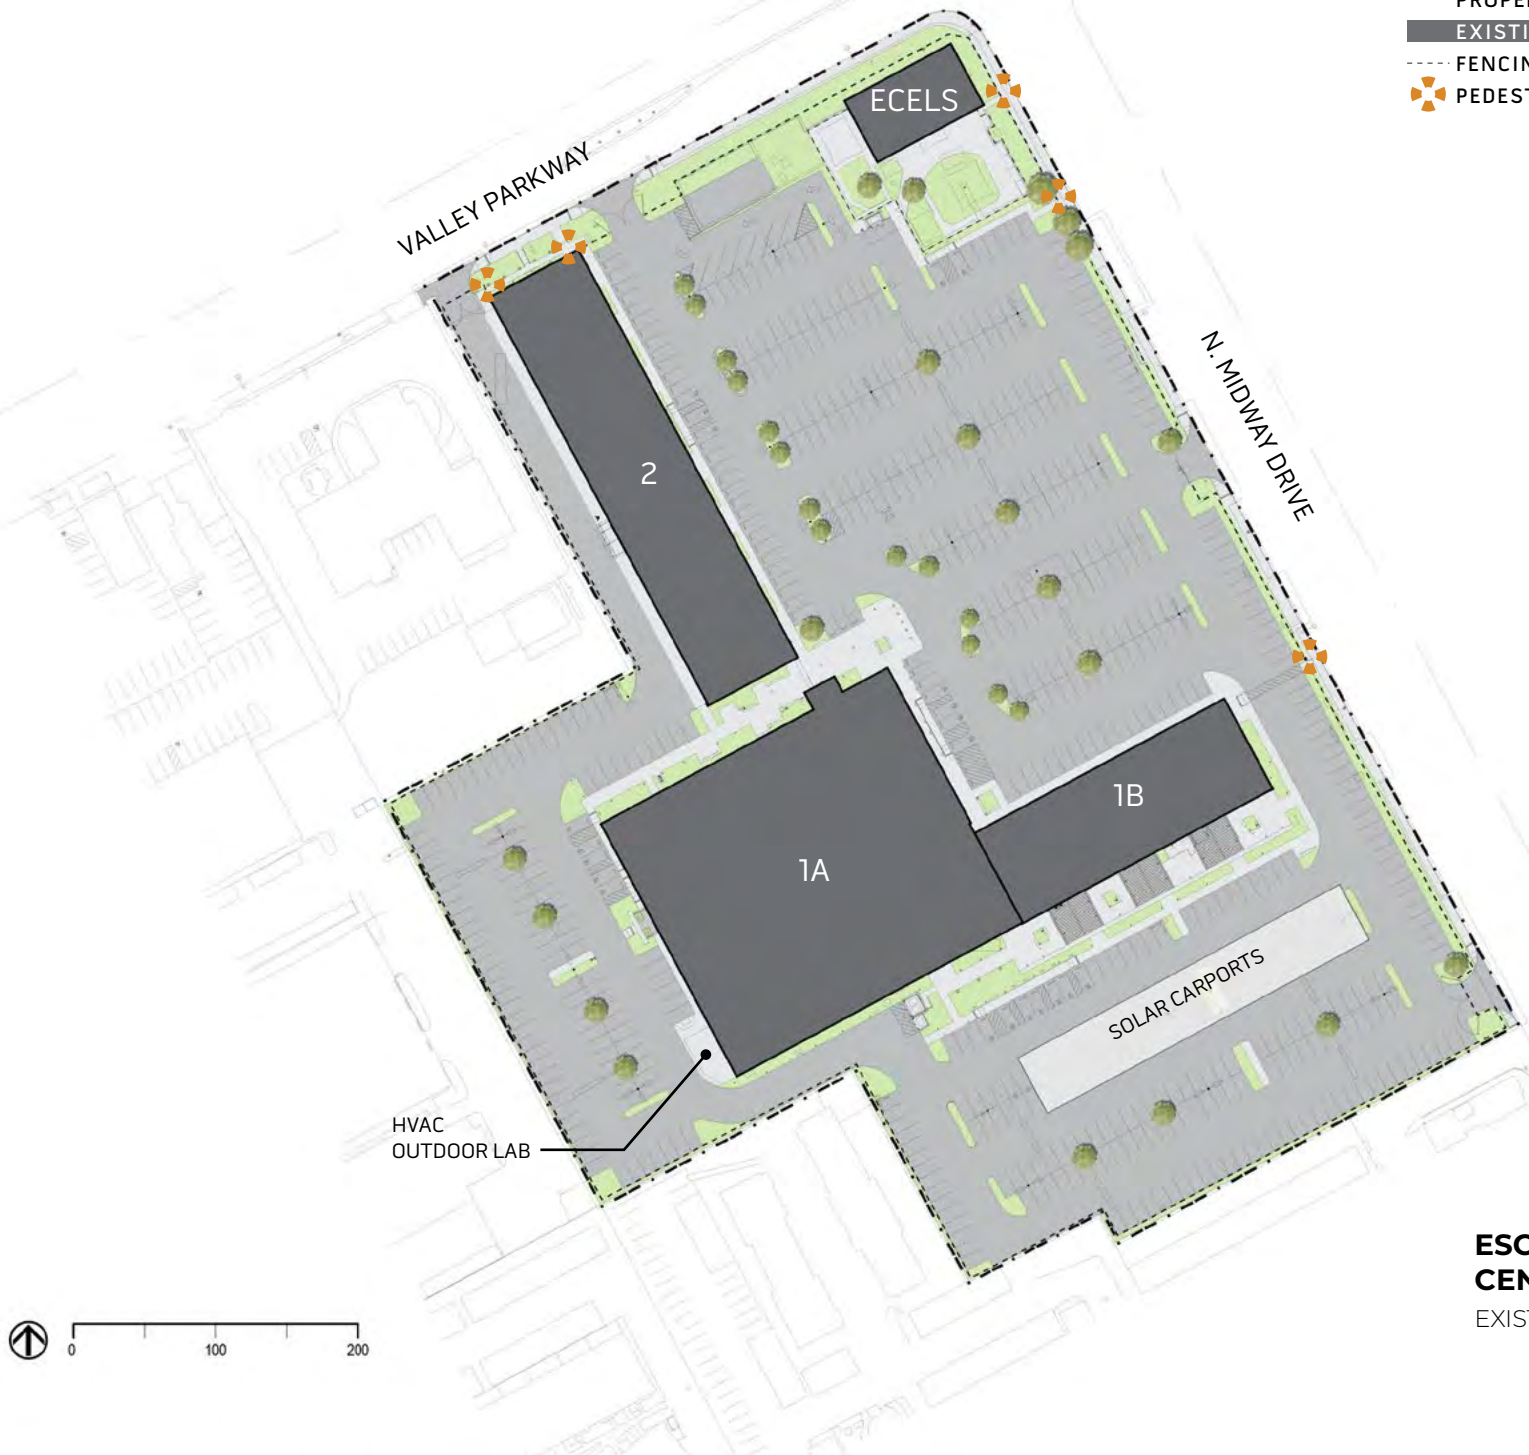 EXISTI
FENCIN
PEDEST
ECELS
VALLEY PARKWAY
N. MIDWAY DRIVE
2
1B
1A
SOLAR CARPORTS
HVAC
OUTDOOR LAB
ESC
CEN
EXIST
0 100 200